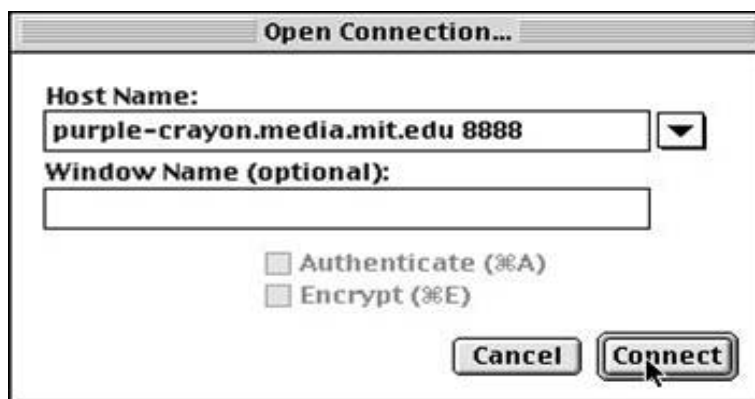 Open Connection...
Host Name:
purple-crayon.media.mit.edu 8888
Window Name (optional):
Authenticate (⌘A)
Encrypt (⌘E)
Cancel
Connect